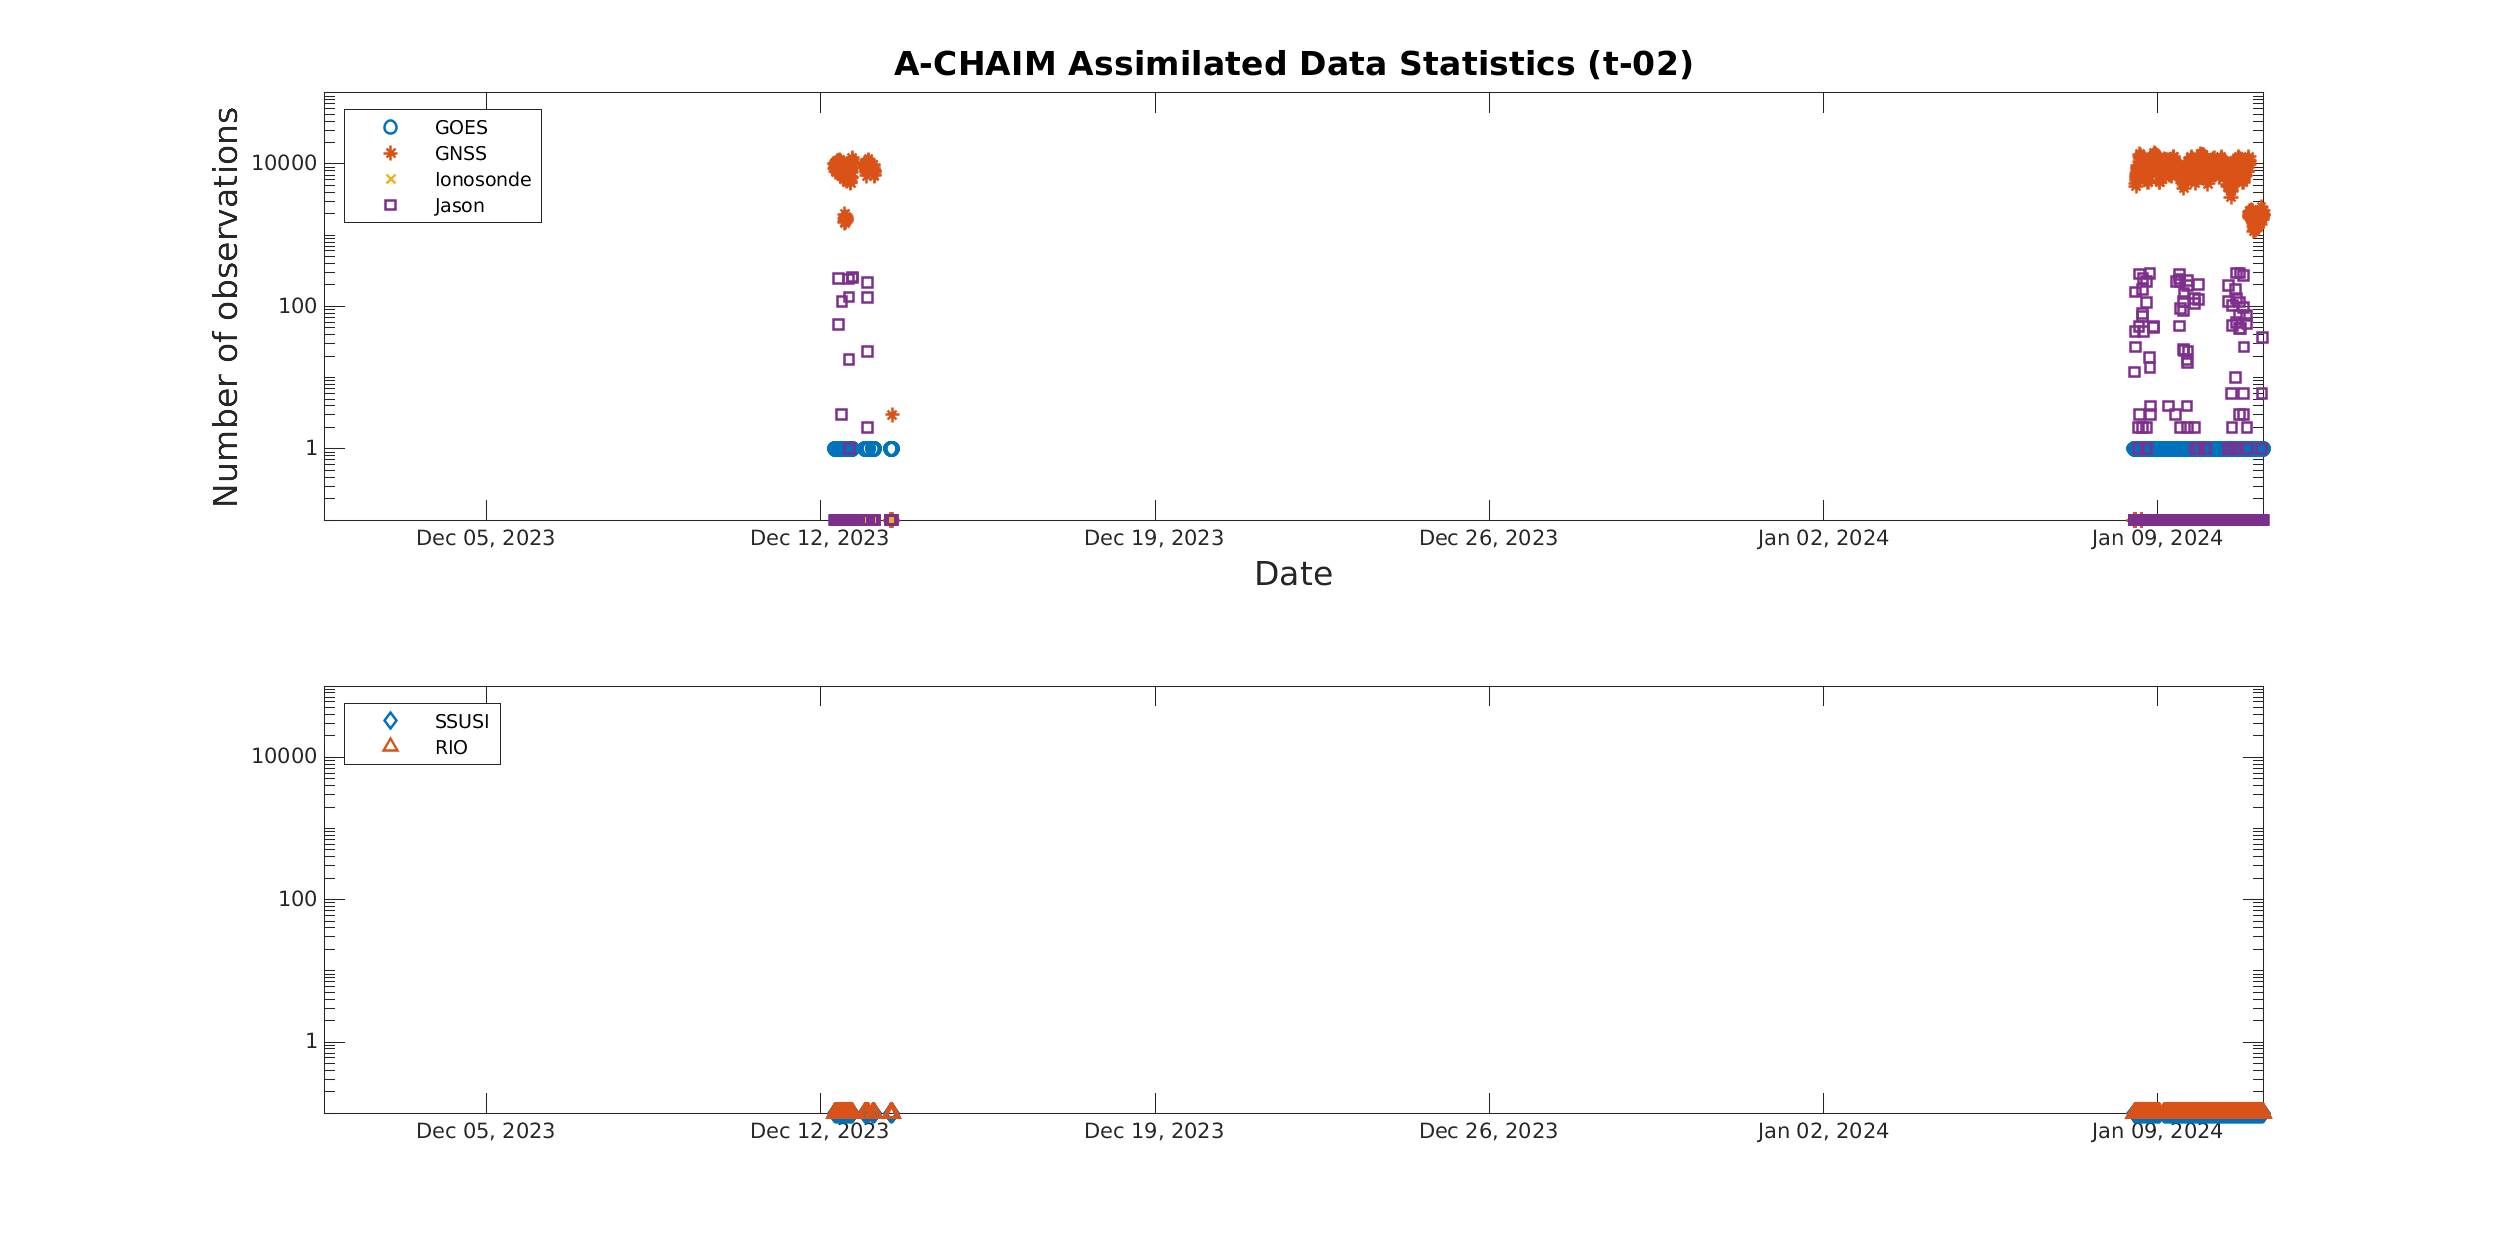 A-CHAIM Assimilated Data Statistics (t-02)
Number of observations
10000
100
1
GOES
GNSS
Ionosonde
Jason
Dec 05, 2023
Dec 12, 2023
Dec 19, 2023
Dec 26, 2023
Jan 02, 2024
Jan 09, 2024
Date
10000
100
1
SSUSI
RIO
Dec 05, 2023
Dec 12, 2023
Dec 19, 2023
Dec 26, 2023
Jan 02, 2024
Jan 09, 2024